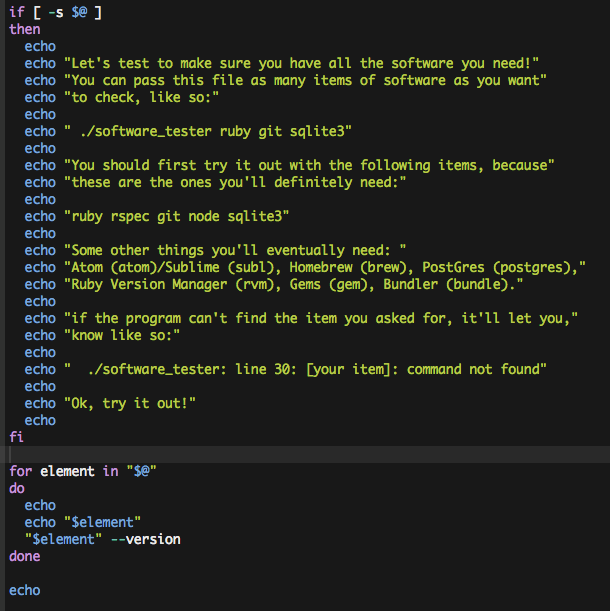 if [ -s $@ ]
then
  echo
  echo "Let's test to make sure you have all the software you need!"
  echo "You can pass this file as many items of software as you want"
  echo "to check, like so:"
  echo
  echo " ./software_tester ruby git sqlite3"
  echo
  echo "You should first try it out with the following items, because"
  echo "these are the ones you'll definitely need:"
  echo
  echo "ruby rspec git node sqlite3"
  echo
  echo "Some other things you'll eventually need: "
  echo "Atom (atom)/Sublime (subl), Homebrew (brew), PostGres (postgres),"
  echo "Ruby Version Manager (rvm), Gems (gem), Bundler (bundle)."
  echo
  echo "if the program can't find the item you asked for, it'll let you,"
  echo "know like so:"
  echo
  echo "  ./software_tester: line 30: [your item]: command not found"
  echo
  echo "Ok, try it out!"
  echo
fi

for element in "$@"
do
  echo
  echo "$element"
  "$element" --version
done

echo